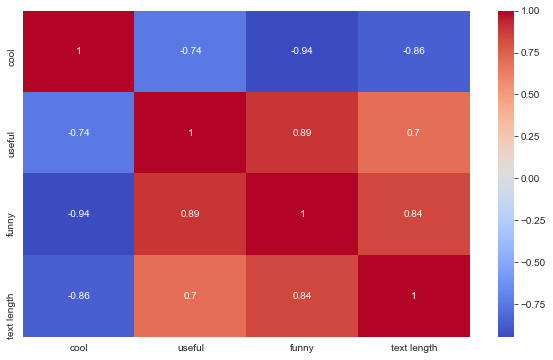 cool 1 -0.74 -0.94 -0.86
useful -0.74 1 0.89 0.7
funny -0.94 0.89 1 0.84
text length -0.86 0.7 0.84 1
cool useful funny text length
1.00
0.75
0.50
0.25
0.00
−0.25
−0.50
−0.75